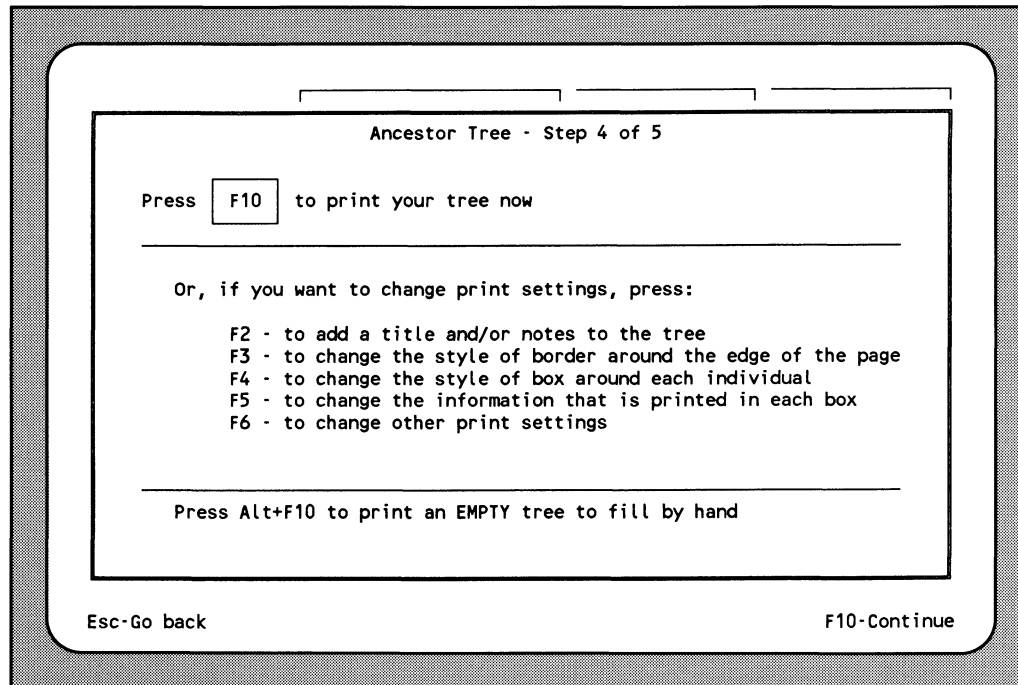 Ancestor Tree - Step 4 of 5
Press F10 to print your tree now
Or, if you want to change print settings, press:
F2 - to add a title and/or notes to the tree
F3 - to change the style of border around the edge of the page
F4 - to change the style of box around each individual
F5 - to change the information that is printed in each box
F6 - to change other print settings
Press Alt+F10 to print an EMPTY tree to fill by hand
Esc-Go back F10-Continue